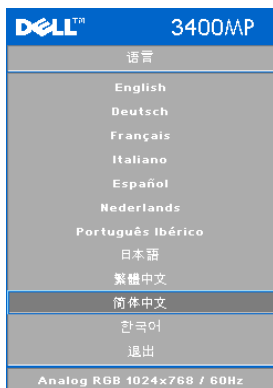 DELL™ 3400MP
语言
English
Deutsch
Français
Italiano
Español
Nederlands
Português Ibérico
日本語
繁體中文
简体中文
한국어
退出
Analog RGB 1024x768 / 60Hz